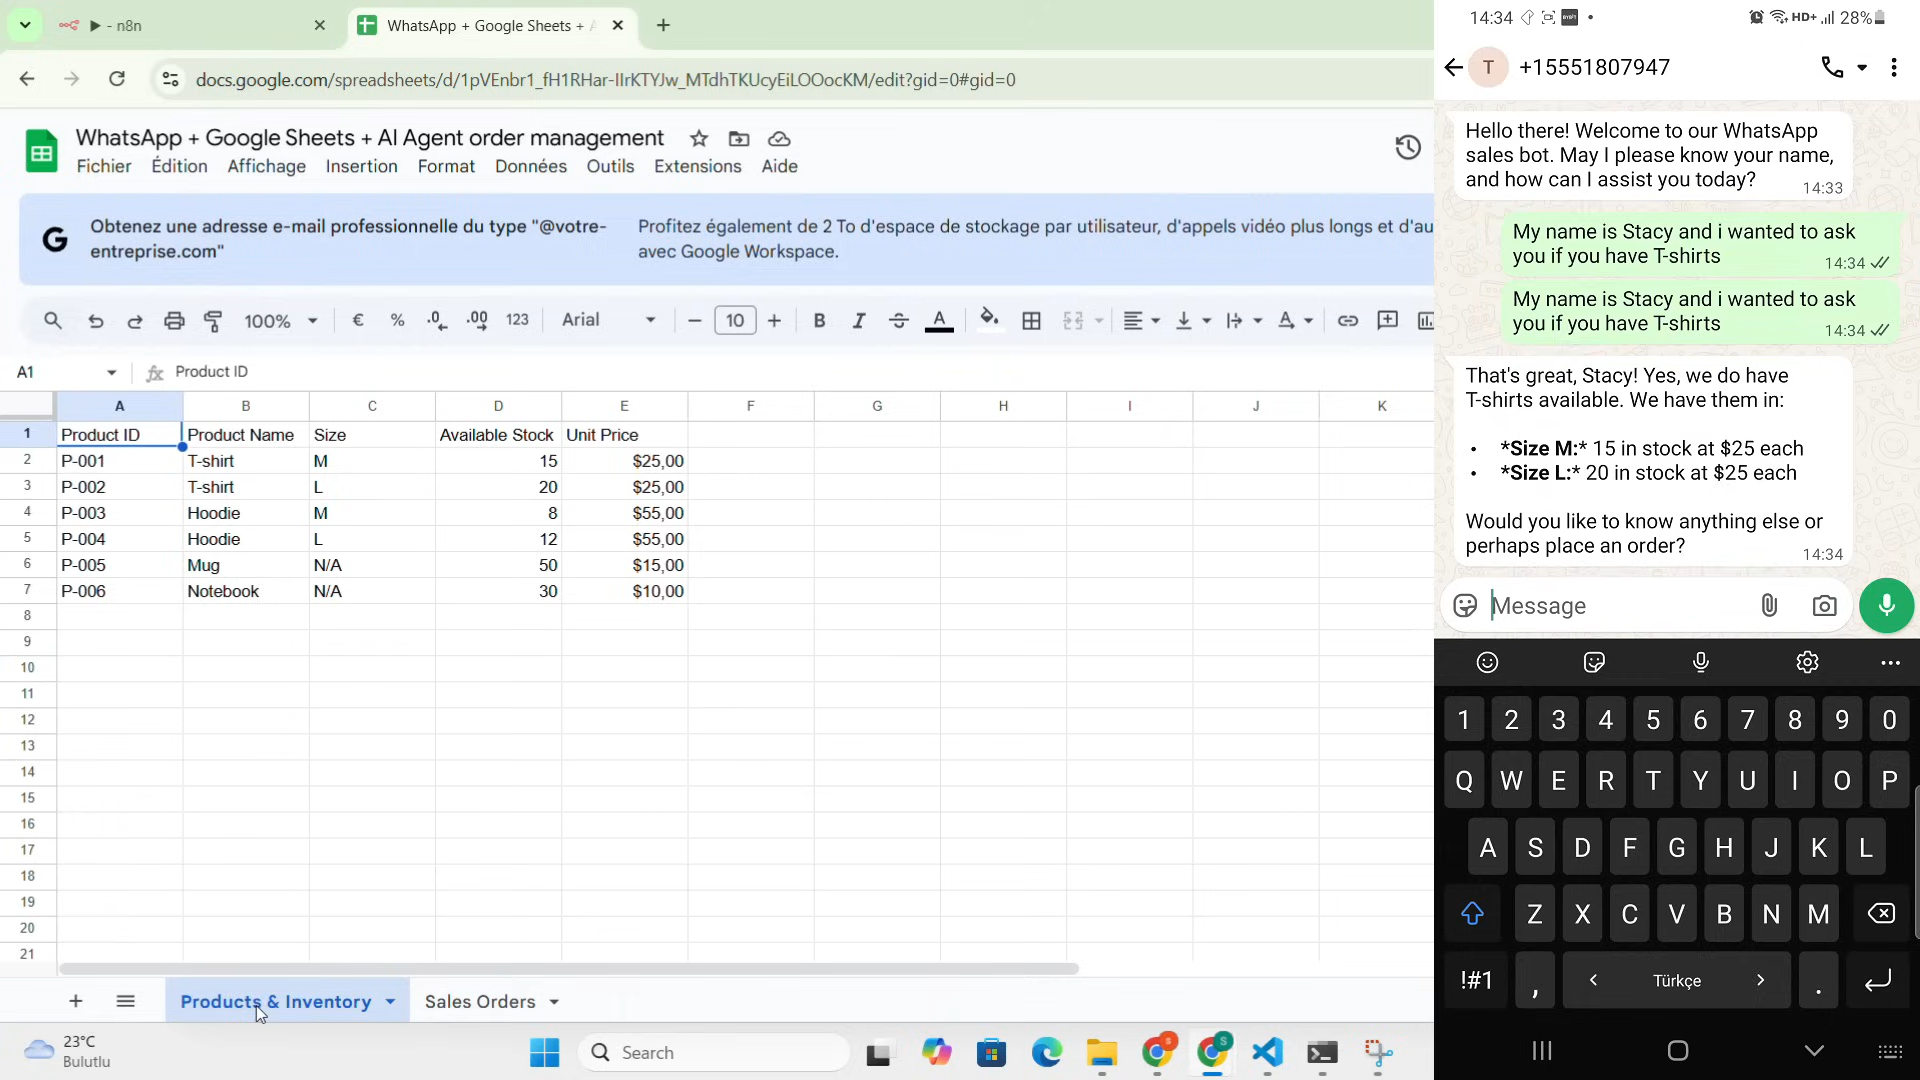 ▶ - n8n
WhatsApp + Google Sheets + A
docs.google.com/spreadsheets/d/1pVEnbr1_fH1RHar-IIrKTYJw_MTdhTKUcyEiLOOocKM/edit?gid=0#gid=0
WhatsApp + Google Sheets + AI Agent order management
Fichier Édition Affichage Insertion Format Données Outils Extensions Aide
Obtenez une adresse e-mail professionnelle du type "@votre-
entreprise.com"
Profitez également de 2 To d'espace de stockage par utilisateur, d'appels vidéo plus longs et d'au
avec Google Workspace.
100% € % .0 .00 123 Arial 10 B I S A
A1 fx Product ID
A B C D E F G H I J K
1 Product ID Product Name Size Available Stock Unit Price
2 P-001 T-shirt M 15 $25,00
3 P-002 T-shirt L 20 $25,00
4 P-003 Hoodie M 8 $55,00
5 P-004 Hoodie L 12 $55,00
6 P-005 Mug N/A 50 $15,00
7 P-006 Notebook N/A 30 $10,00
8
9
10
11
12
13
14
15
16
17
18
19
20
21
Products & Inventory Sales Orders
23°C
Bulutlu
Search
14:34 HD+ 28%
T +15551807947
Hello there! Welcome to our WhatsApp
sales bot. May I please know your name,
and how can I assist you today? 14:33
My name is Stacy and i wanted to ask
you if you have T-shirts 14:34
My name is Stacy and i wanted to ask
you if you have T-shirts 14:34
That's great, Stacy! Yes, we do have
T-shirts available. We have them in:
• *Size M:* 15 in stock at $25 each
• *Size L:* 20 in stock at $25 each
Would you like to know anything else or
perhaps place an order? 14:34
Message
1 2 3 4 5 6 7 8 9 0
Q W E R T Y U I O P
A S D F G H J K L
Z X C V B N M
!#1 , < Türkçe > .